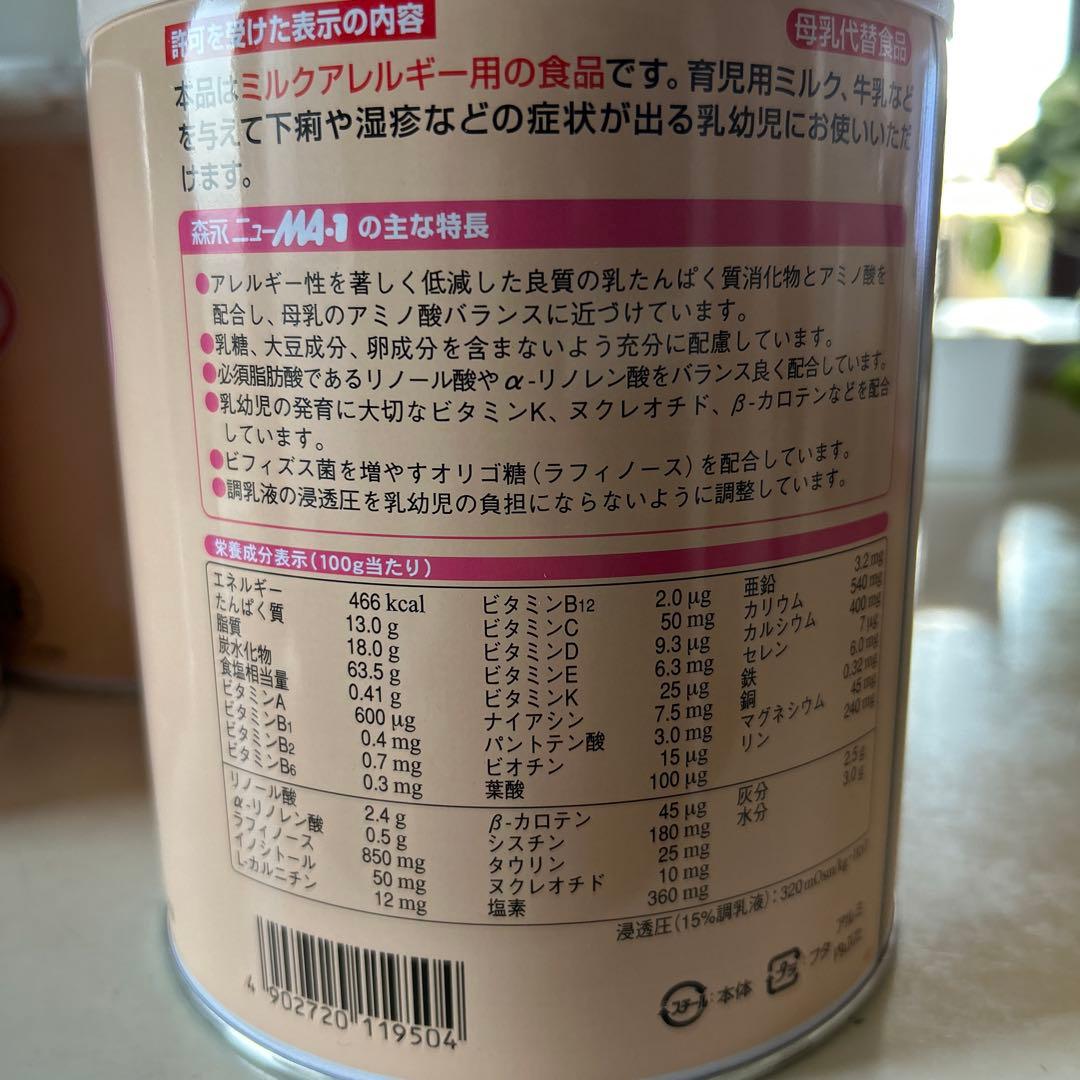 許可を受けた表示の内容
母乳代替食品
本品はミルクアレルギー用の食品です。育児用ミルク、牛乳など
を与えて下痢や湿疹などの症状が出る乳幼児にお使いいただ
けます。
森永 ニューMA-1 の主な特長
●アレルギー性を著しく低減した良質の乳たんぱく質消化物とアミノ酸を
配合し、母乳のアミノ酸バランスに近づけています。
●乳糖、大豆成分、卵成分を含まないよう充分に配慮しています。
●必須脂肪酸であるリノール酸やα-リノレン酸をバランス良く配合しています。
●乳幼児の発育に大切なビタミンK、ヌクレオチド、β-カロテンなどを配合
しています。
●ビフィズス菌を増やすオリゴ糖(ラフィノース)を配合しています。
●調乳液の浸透圧を乳幼児の負担にならないように調整しています。
栄養成分表示(100g当たり)
エネルギー 466 kcal
たんぱく質 13.0 g
脂質 18.0 g
炭水化物 63.5 g
食塩相当量 0.41 g
ビタミンA 600 μg
ビタミンB1 0.4 mg
ビタミンB2 0.7 mg
ビタミンB6 0.3 mg
ビタミンB12 2.0 μg
ビタミンC 50 mg
ビタミンD 9.3 μg
ビタミンE 6.3 mg
ビタミンK 25 μg
ナイアシン 7.5 mg
パントテン酸 3.0 mg
ビオチン 15 μg
葉酸 100 μg
亜鉛 3.2 mg
カリウム 540 mg
カルシウム 400 mg
セレン 7 μg
鉄 6.0 mg
銅 0.32 mg
マグネシウム 45 mg
リン 240 mg
リノール酸 2.4 g
α-リノレン酸 0.5 g
ラフィノース 850 mg
イノシトール 50 mg
L-カルニチン 12 mg
β-カロテン 45 μg
シスチン 180 mg
タウリン 25 mg
ヌクレオチド 10 mg
塩素 360 mg
灰分 2.5 g
水分 3.0 g
浸透圧(15%調乳液):320 mOsm/kg・H2O
4 902720 119504
スチール:本体
プラ:フタ
アルミ